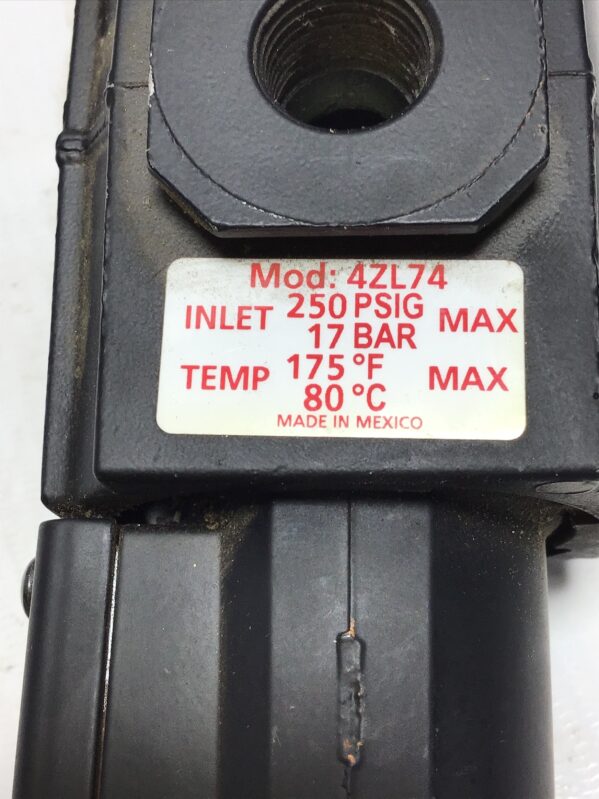 Mod: 4ZL74
INLET 250 PSIG MAX
17 BAR
TEMP 175 °F MAX
80 °C
MADE IN MEXICO